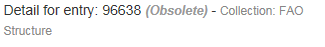 Detail for entry: 96638 (Obsolete) - Collection: FAO
Structure